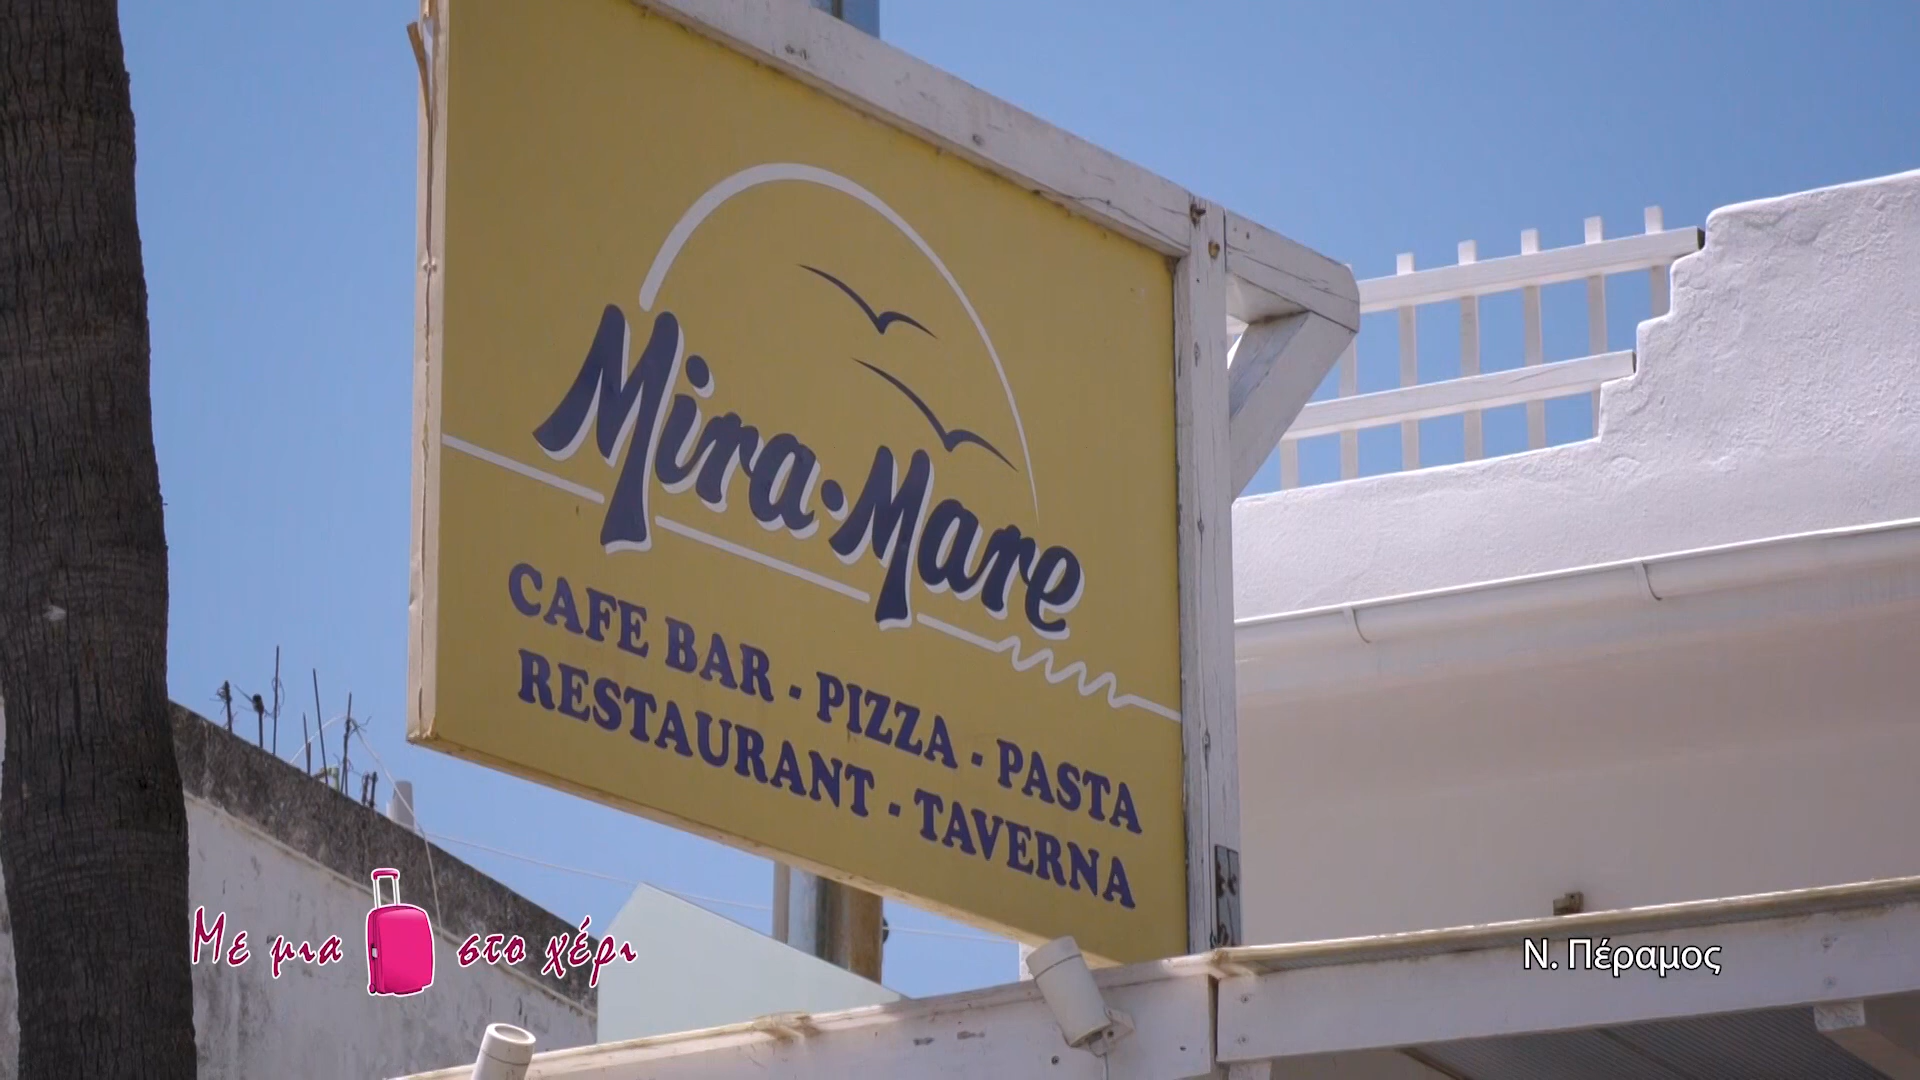 Mira·Mare
CAFE BAR - PIZZA - PASTA
RESTAURANT - TAVERNA
Με μια στο χέρι
Ν. Πέραμος